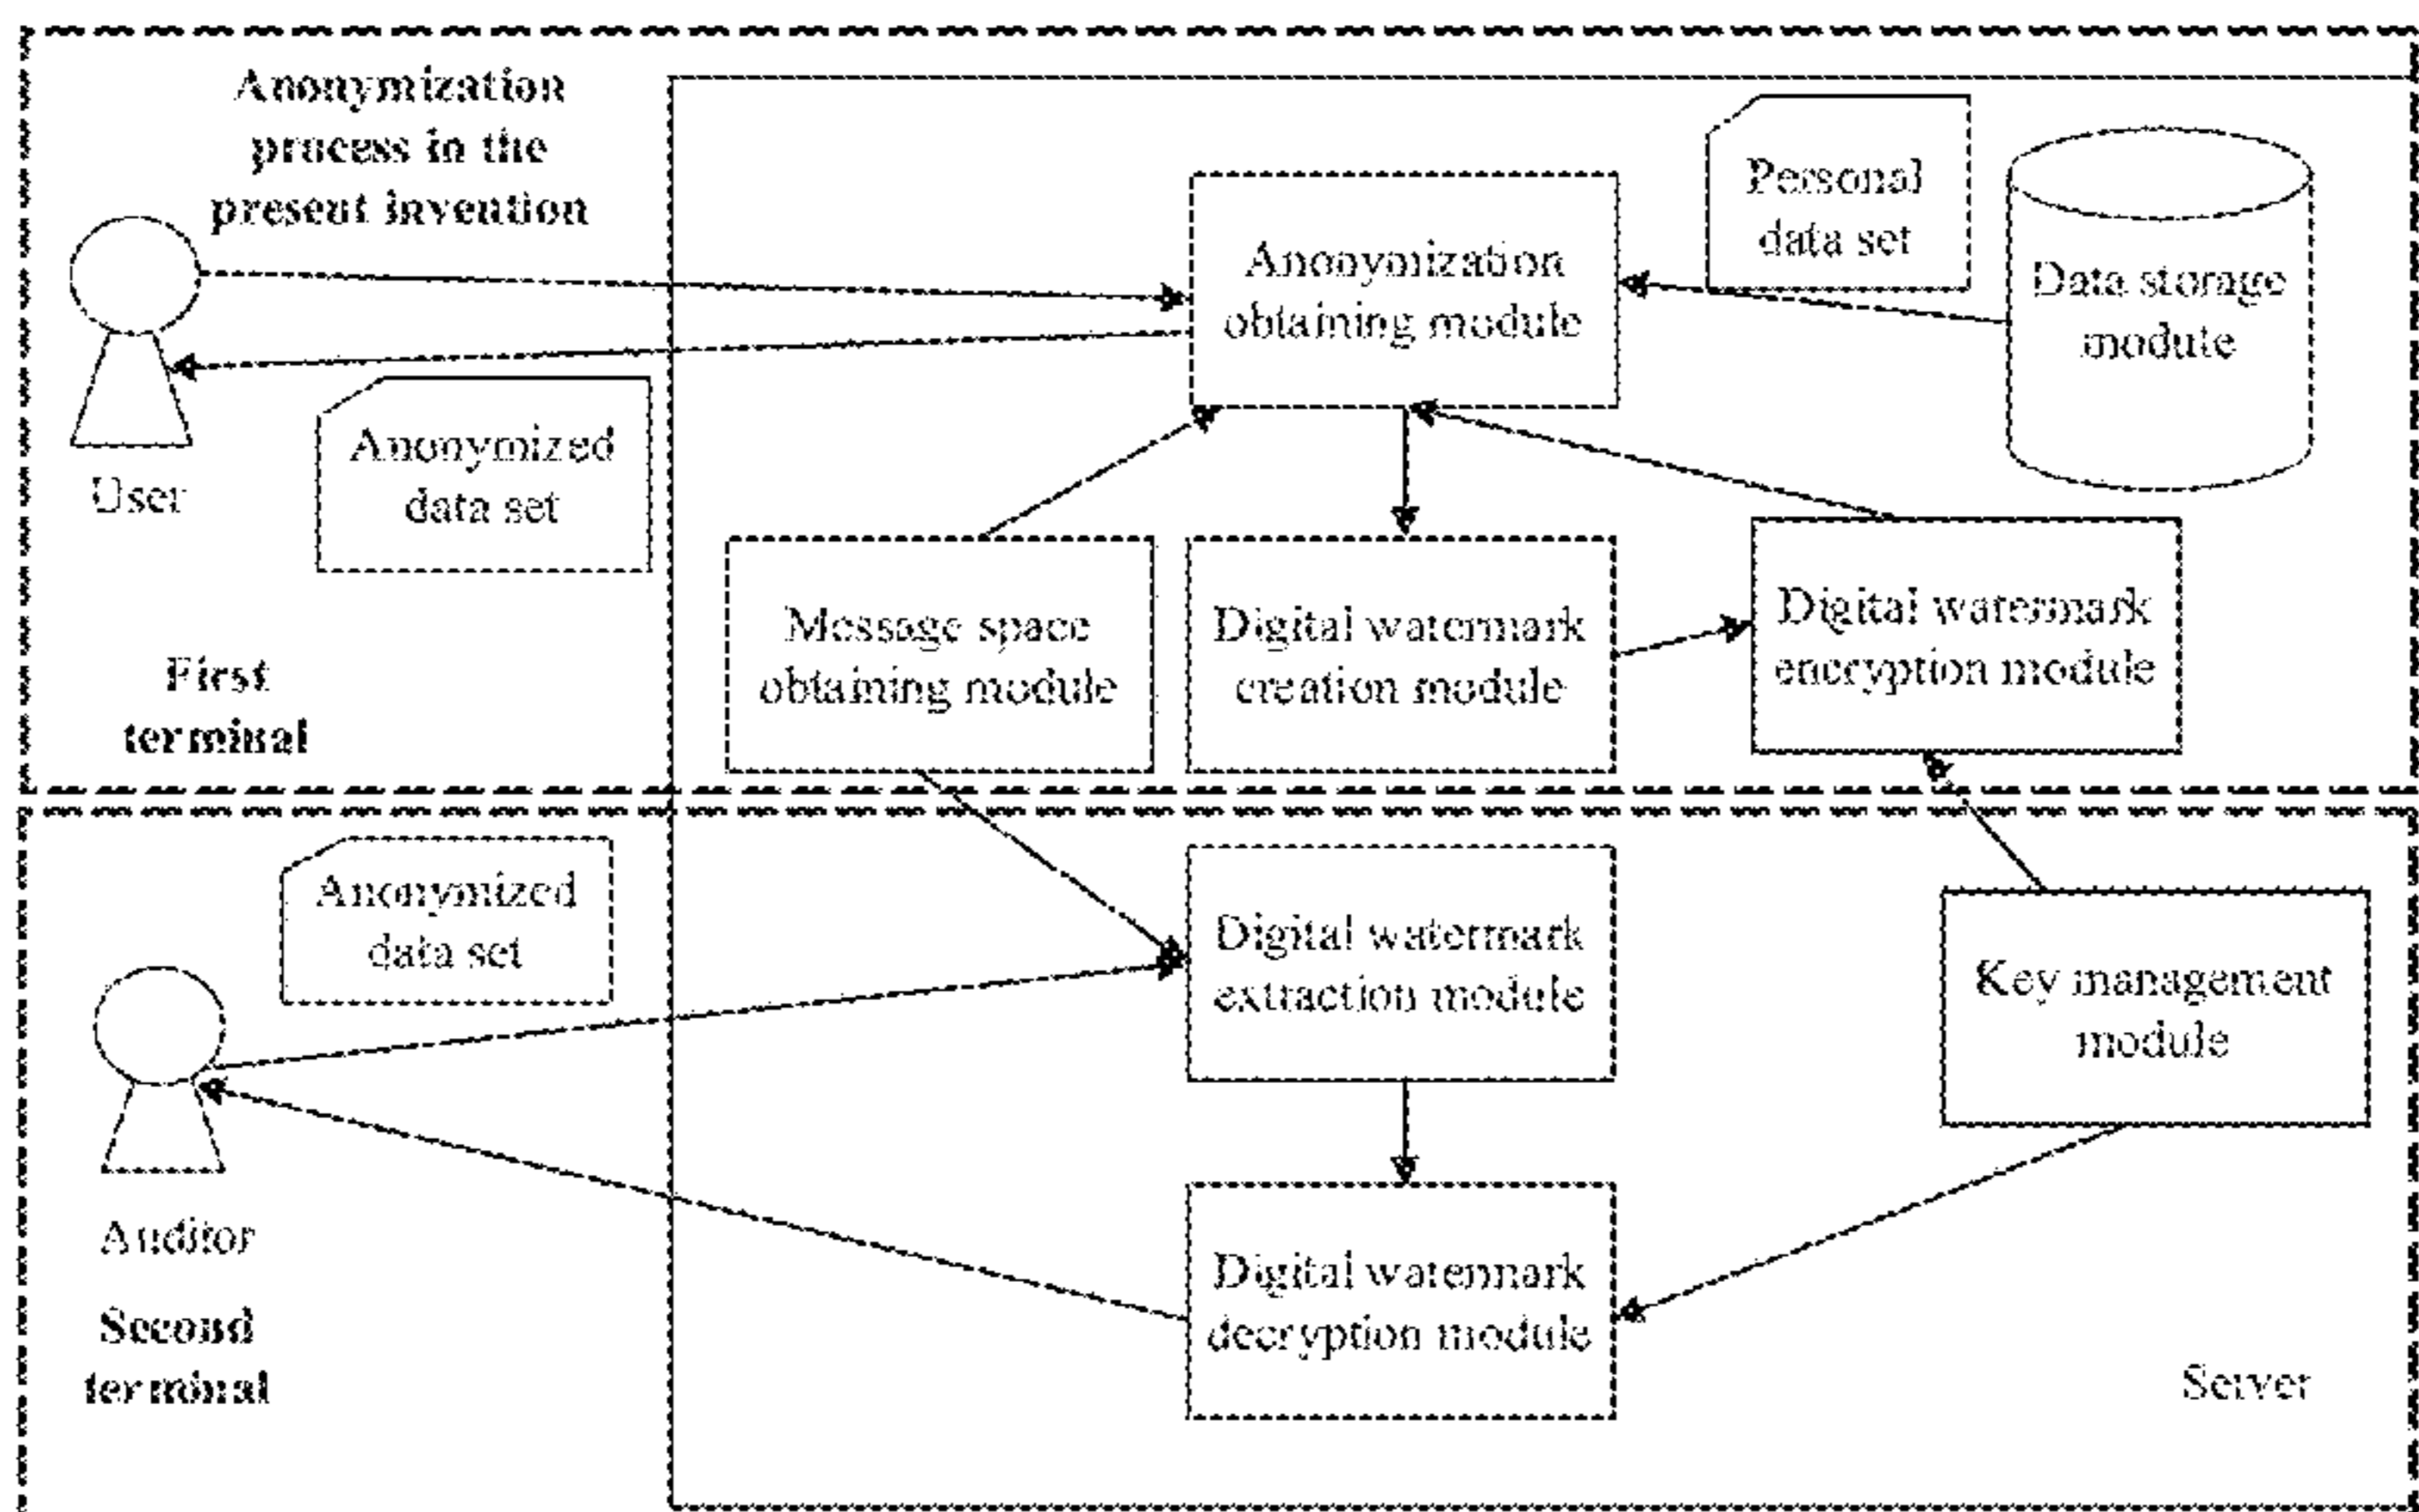 Anonymization
process in the
present invention
Personal
data set
Anonymization
obtaining module
Data storage
module
User
Anonymized
data set
Message space
obtaining module
Digital watermark
creation module
Digital watermark
encryption module
First
terminal
Anonymized
data set
Digital watermark
extraction module
Key management
module
Auditor
Digital watermark
decryption module
Second
terminal
Server